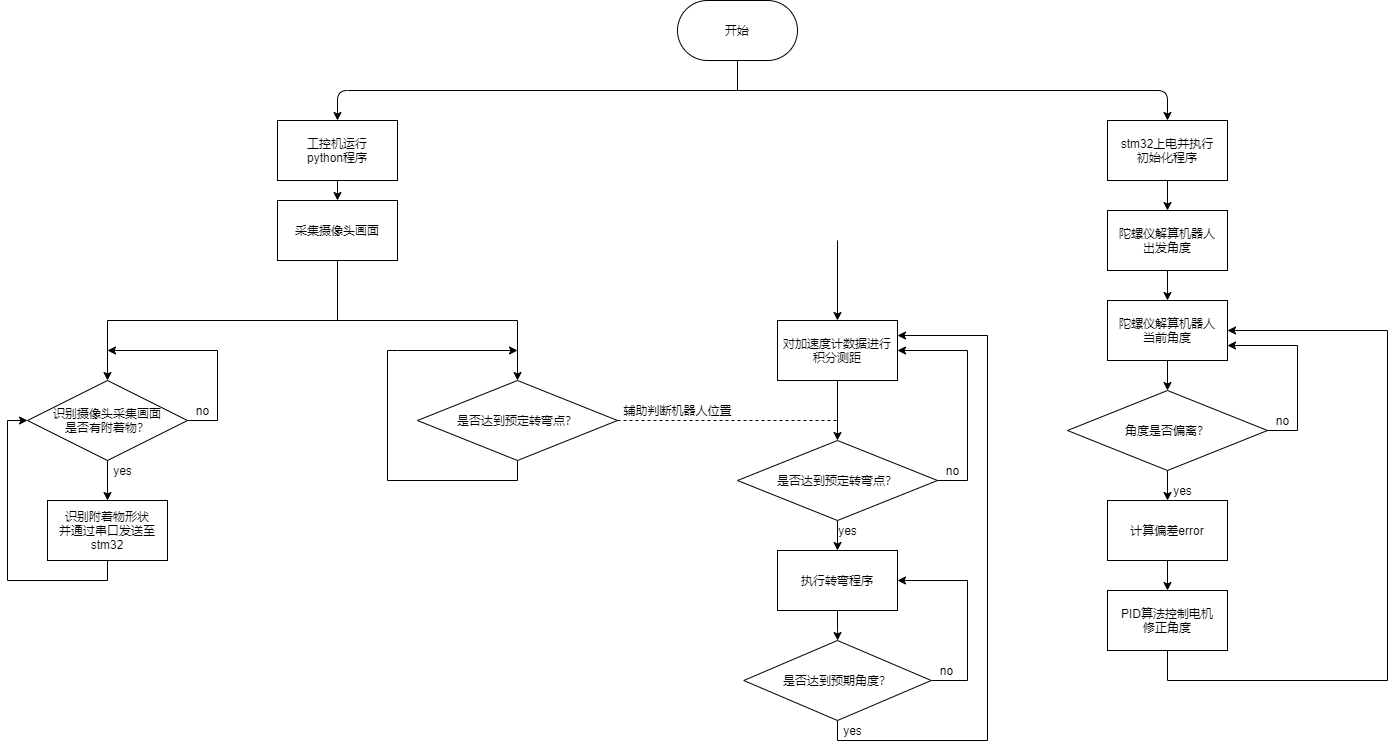 开始
工控机运行
python程序
采集摄像头画面
识别摄像头采集画面
是否有附着物?
no
yes
识别附着物形状
并通过串口发送至
stm32
是否达到预定转弯点?
辅助判断机器人位置
对加速度计数据进行
积分测距
是否达到预定转弯点?
no
yes
执行转弯程序
是否达到预期角度?
no
yes
stm32上电并执行
初始化程序
陀螺仪解算机器人
出发角度
陀螺仪解算机器人
当前角度
角度是否偏离?
no
yes
计算偏差error
PID算法控制电机
修正角度